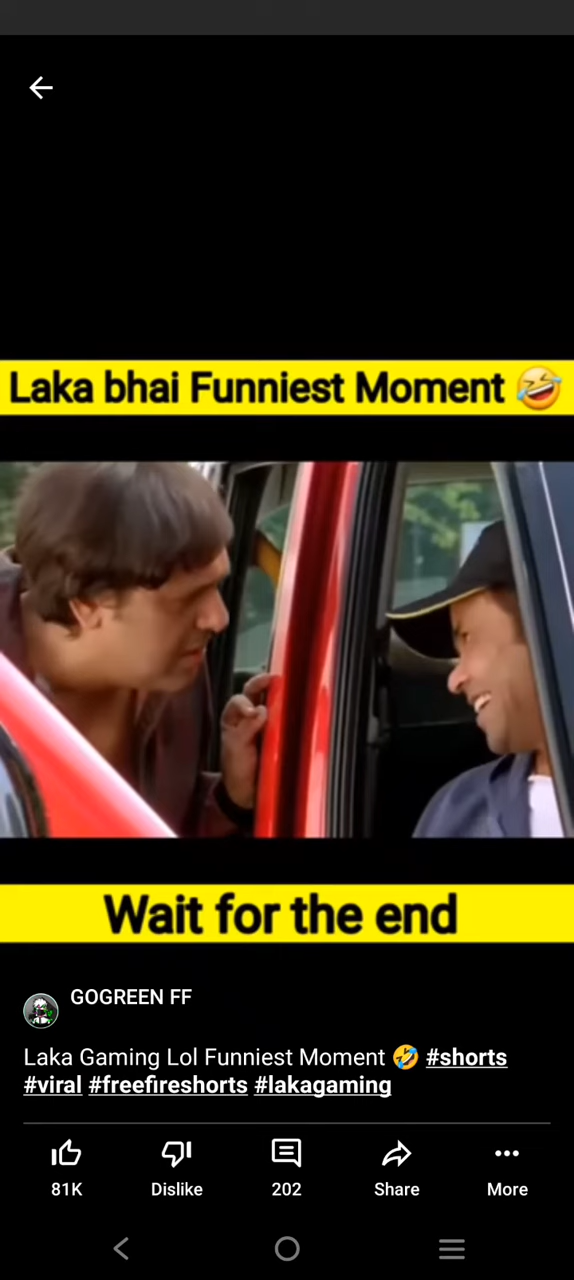 Laka bhai Funniest Moment 🤣
Wait for the end
GOGREEN FF
Laka Gaming Lol Funniest Moment 🤣 #shorts
#viral #freefireshorts #lakagaming
81K Dislike 202 Share More